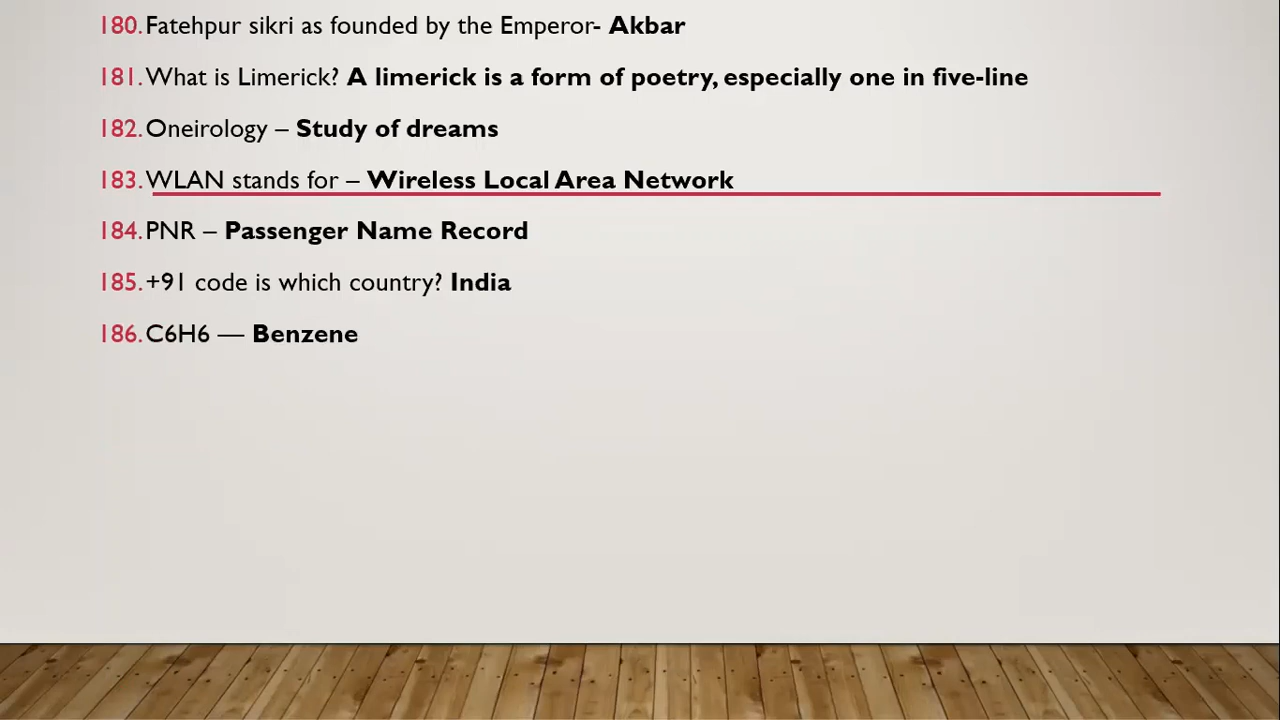 180. Fatehpur sikri as founded by the Emperor- Akbar
181. What is Limerick? A limerick is a form of poetry, especially one in five-line
182. Oneirology – Study of dreams
183. WLAN stands for – Wireless Local Area Network
184. PNR – Passenger Name Record
185. +91 code is which country? India
186. C6H6 — Benzene